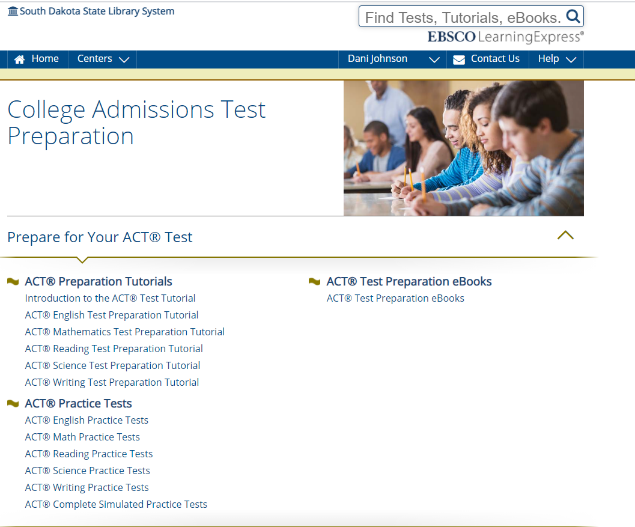 South Dakota State Library System
Find Tests, Tutorials, eBooks.
EBSCO LearningExpress®
Home Centers Dani Johnson Contact Us Help
College Admissions Test
Preparation
Prepare for Your ACT® Test
ACT® Preparation Tutorials
Introduction to the ACT® Test Tutorial
ACT® English Test Preparation Tutorial
ACT® Mathematics Test Preparation Tutorial
ACT® Reading Test Preparation Tutorial
ACT® Science Test Preparation Tutorial
ACT® Writing Test Preparation Tutorial
ACT® Practice Tests
ACT® English Practice Tests
ACT® Math Practice Tests
ACT® Reading Practice Tests
ACT® Science Practice Tests
ACT® Writing Practice Tests
ACT® Complete Simulated Practice Tests
ACT® Test Preparation eBooks
ACT® Test Preparation eBooks